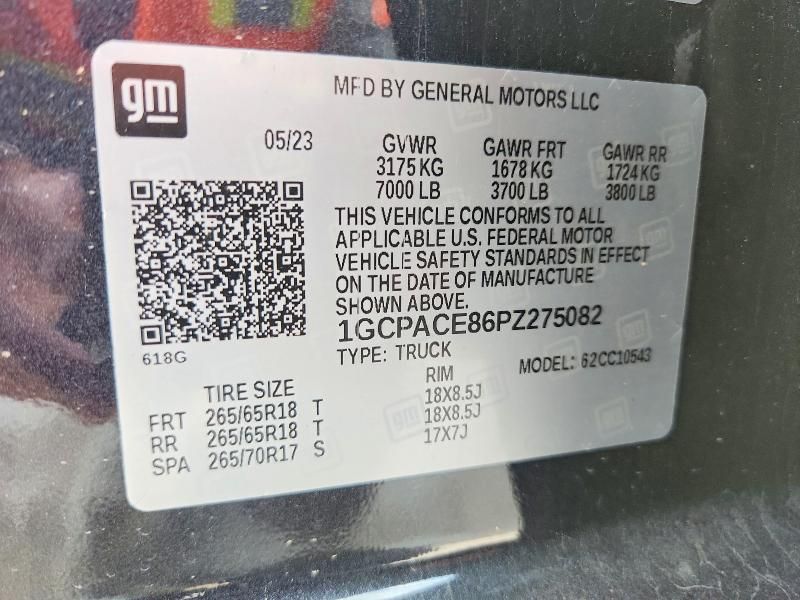 gm
MFD BY GENERAL MOTORS LLC
05/23 GVWR GAWR FRT GAWR RR
3175 KG 1678 KG 1724 KG
7000 LB 3700 LB 3800 LB
THIS VEHICLE CONFORMS TO ALL
APPLICABLE U.S. FEDERAL MOTOR
VEHICLE SAFETY STANDARDS IN EFFECT
ON THE DATE OF MANUFACTURE
SHOWN ABOVE.
1GCPACE86PZ275082
618G
TYPE: TRUCK MODEL: 62CC10543
TIRE SIZE RIM
FRT 265/65R18 T 18X8.5J
RR 265/65R18 T 18X8.5J
SPA 265/70R17 S 17X7J